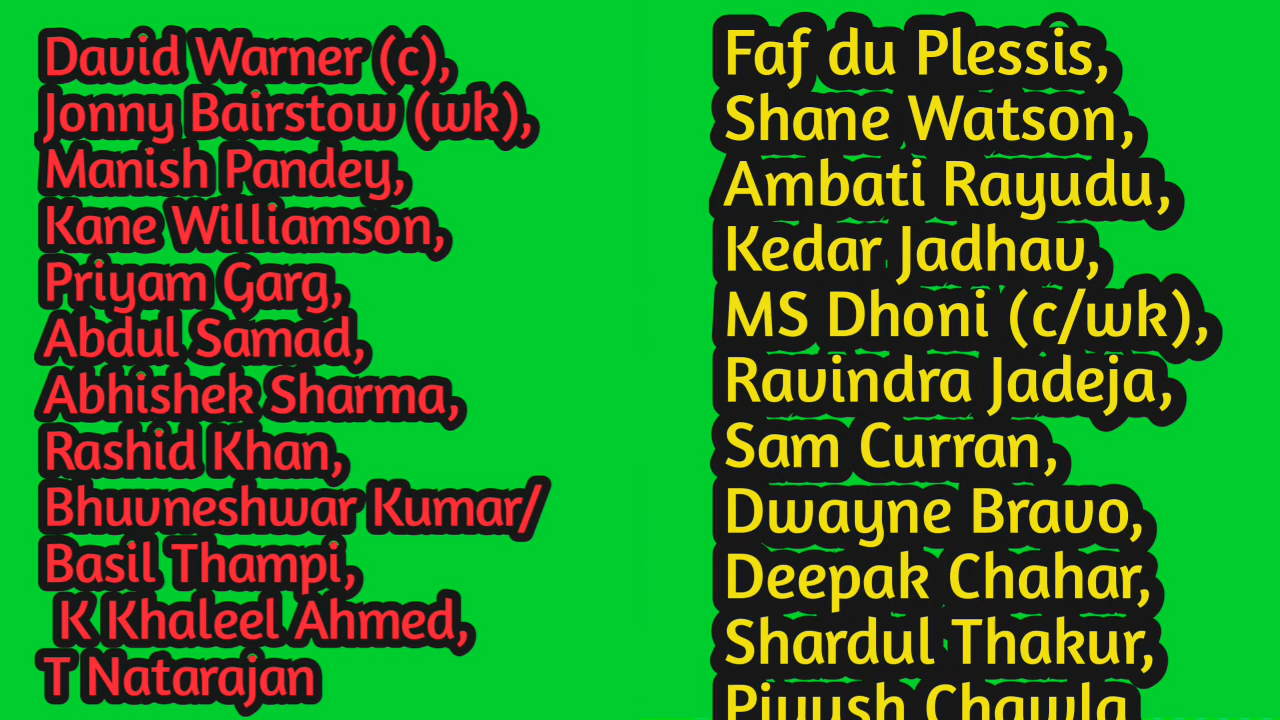 David Warner (c),
Jonny Bairstow (wk),
Manish Pandey,
Kane Williamson,
Priyam Garg,
Abdul Samad,
Abhishek Sharma,
Rashid Khan,
Bhuvneshwar Kumar/
Basil Thampi,
K Khaleel Ahmed,
T Natarajan
Faf du Plessis,
Shane Watson,
Ambati Rayudu,
Kedar Jadhav,
MS Dhoni (c/wk),
Ravindra Jadeja,
Sam Curran,
Dwayne Bravo,
Deepak Chahar,
Shardul Thakur,
Piyush Chawla